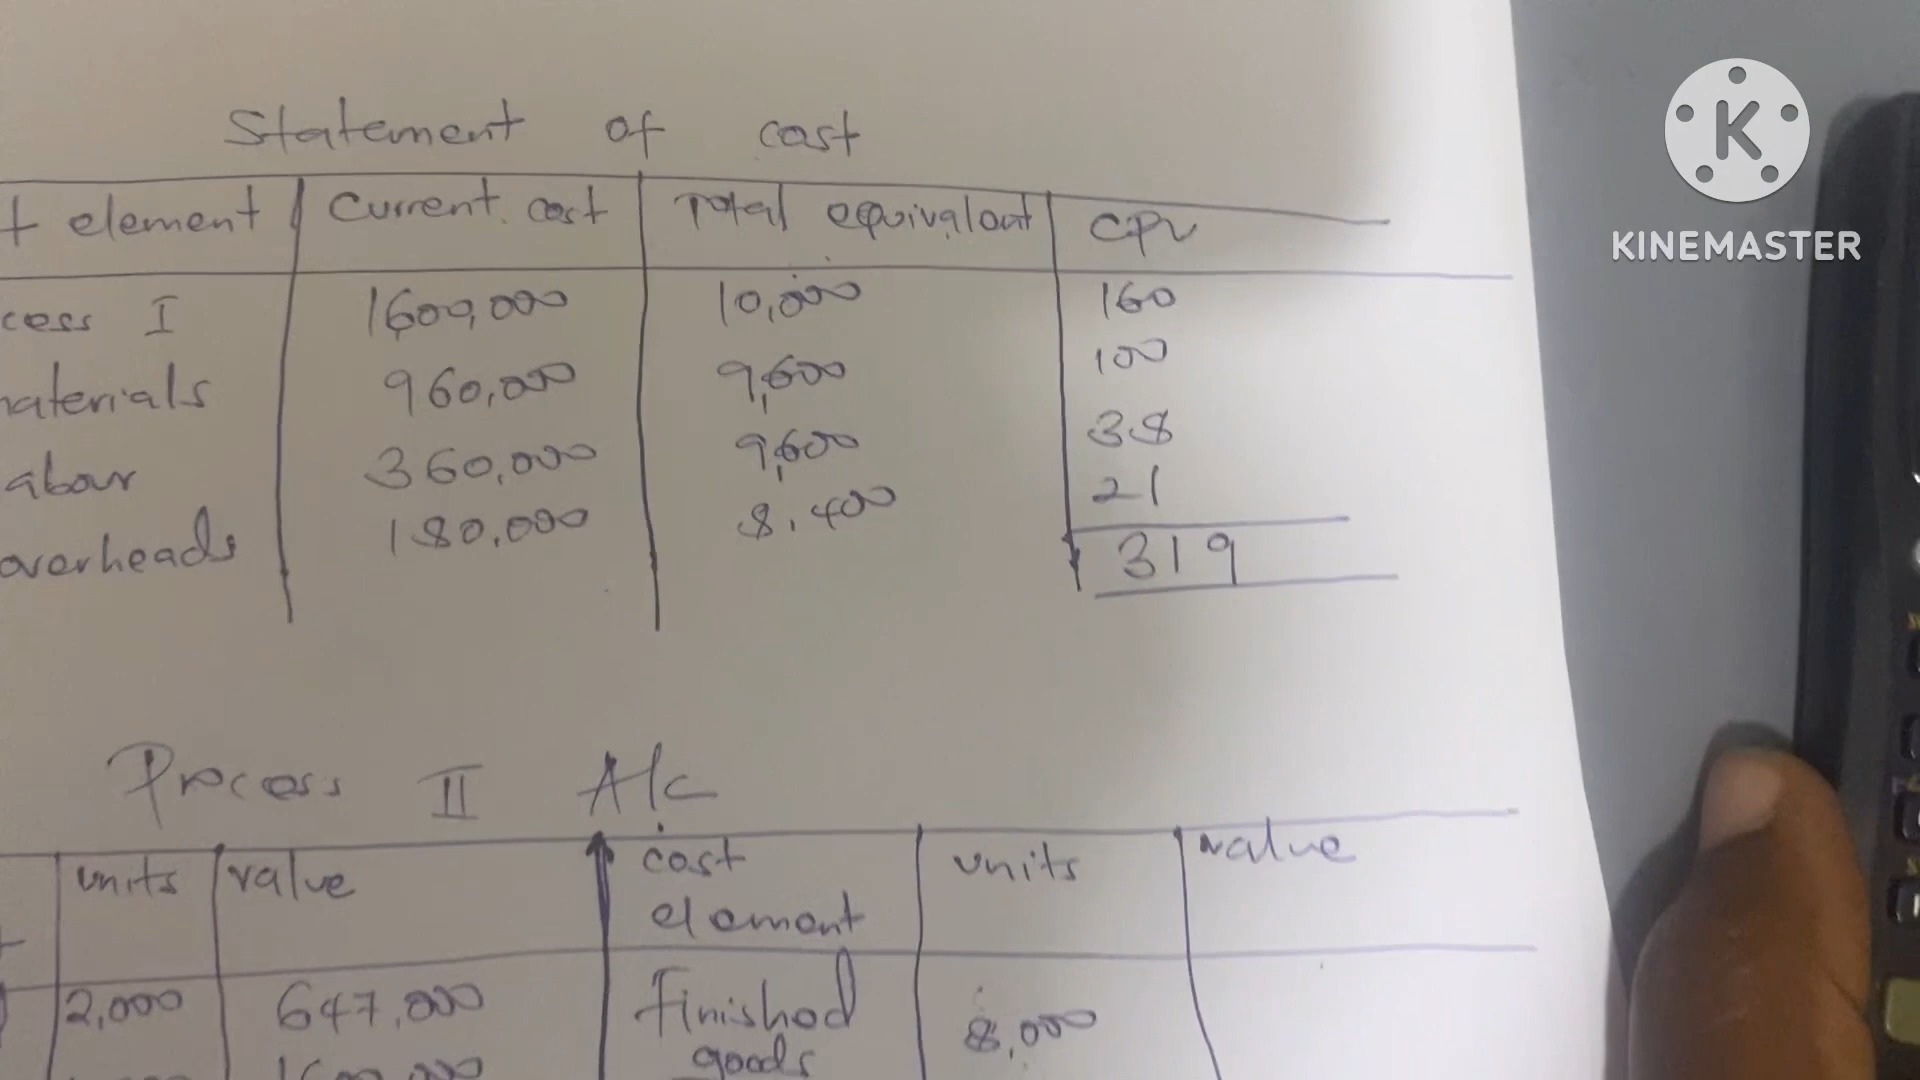 Statement of cost
t element Current cost Total equivalent CPU
cess I 1600,000 10,000 160
materials 960,000 9,600 100
abour 360,000 9,600 38
overheads 180,000 8,400 21
319
Process II A/c
units value cost element units value
2,000 647,000 finished goods 8,000
K
KINEMASTER